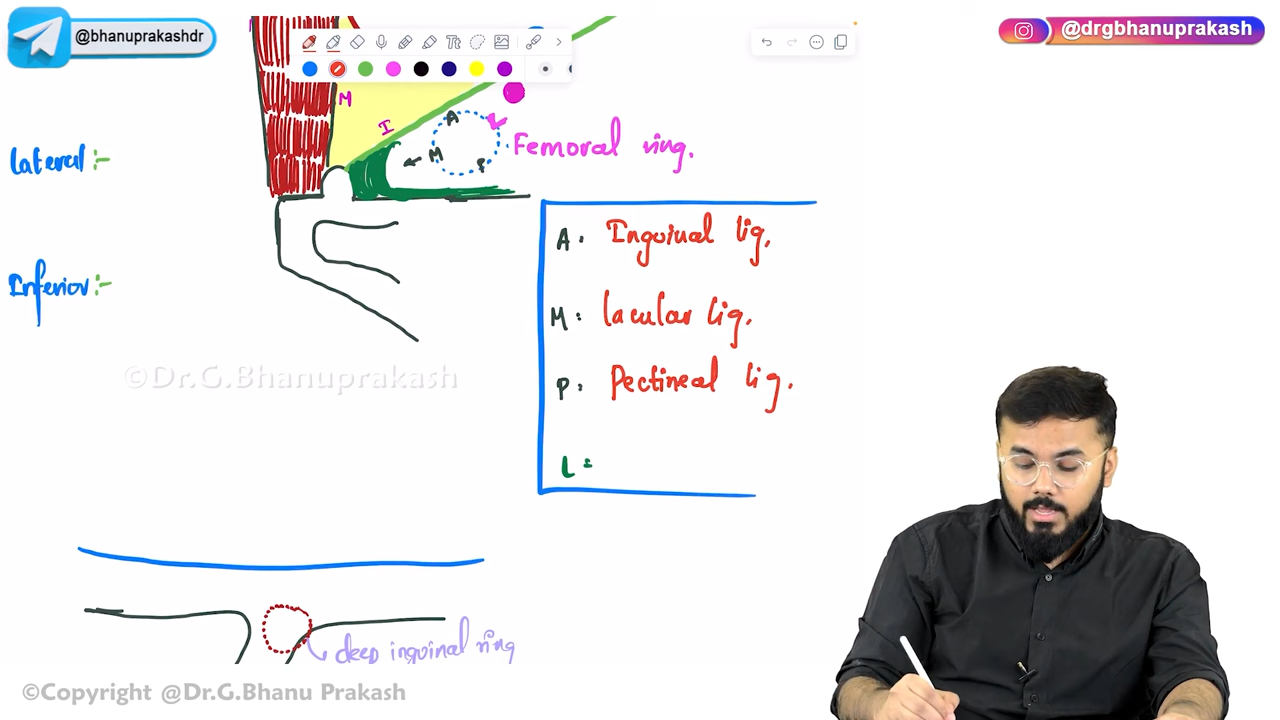 @bhanuprakashdr
@drgbhanuprakash
Tt
M
I
A
M
P
Femoral ring.
lateral :-
A: Inguinal lig.
Inferior :-
M: lacular lig.
©Dr.G.Bhanuprakash
P: Pectineal lig.
L =
deep inguinal ring
©Copyright @Dr.G.Bhanu Prakash